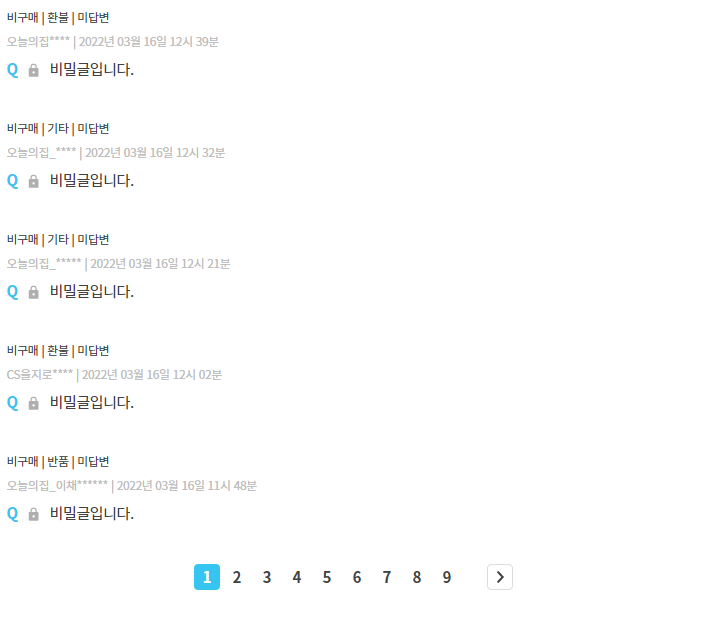 비구매 | 환불 | 미답변
오늘의집**** | 2022년 03월 16일 12시 39분
Q 비밀글입니다.
비구매 | 기타 | 미답변
오늘의집_**** | 2022년 03월 16일 12시 32분
Q 비밀글입니다.
비구매 | 기타 | 미답변
오늘의집_***** | 2022년 03월 16일 12시 21분
Q 비밀글입니다.
비구매 | 환불 | 미답변
CS을지로**** | 2022년 03월 16일 12시 02분
Q 비밀글입니다.
비구매 | 반품 | 미답변
오늘의집_이채****** | 2022년 03월 16일 11시 48분
Q 비밀글입니다.
1 2 3 4 5 6 7 8 9